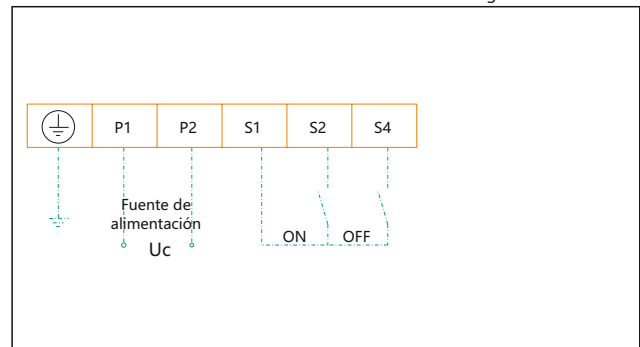 P1 P2 S1 S2 S4
Fuente de
alimentación
Uc
ON OFF